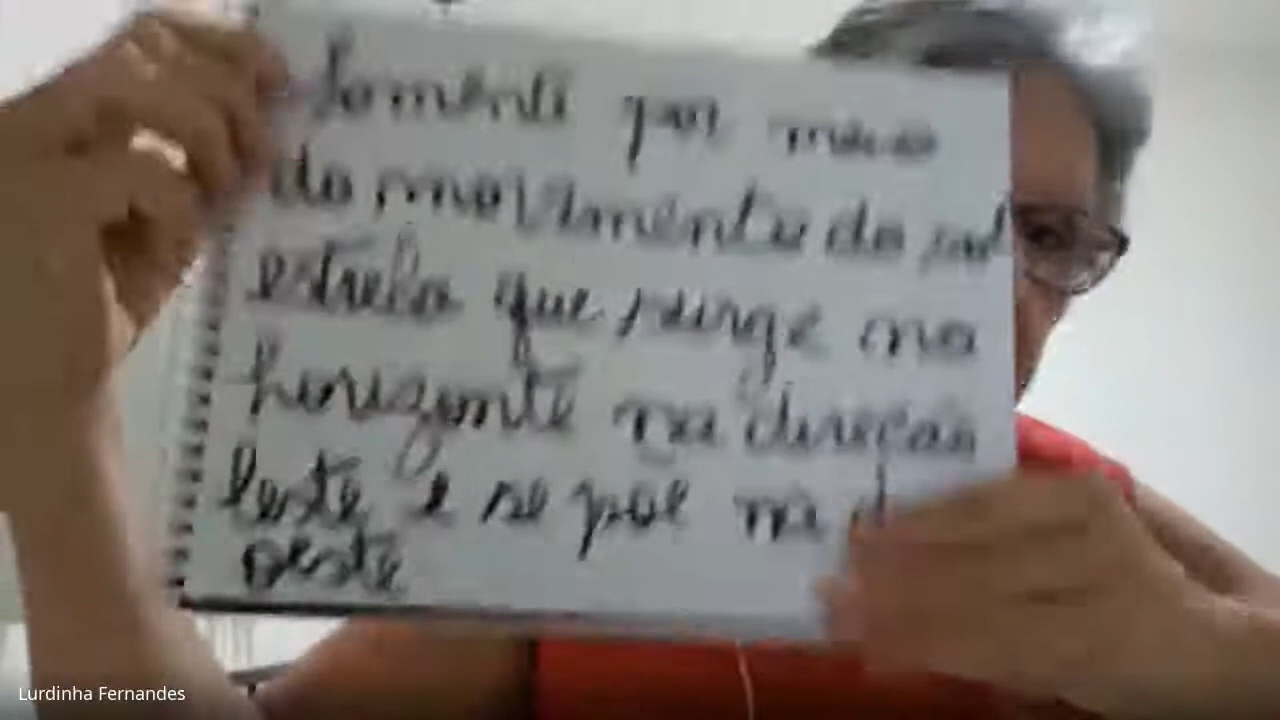 Somente por meio
do movimento do sol
estrela que surge no
horizonte na direção
leste e se põe na
oeste
Lurdinha Fernandes